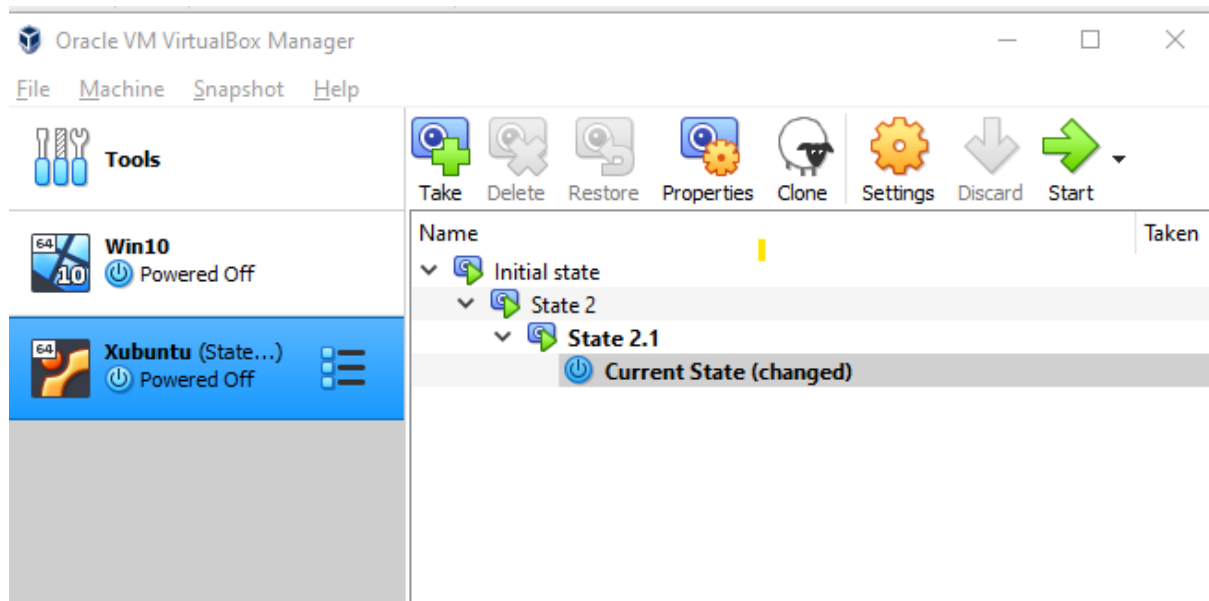 Oracle VM VirtualBox Manager
File Machine Snapshot Help
Tools
Take Delete Restore Properties Clone Settings Discard Start
Name Taken
64
10
Win10
Powered Off
Initial state
State 2
State 2.1
64
Xubuntu (State...)
Powered Off
Current State (changed)